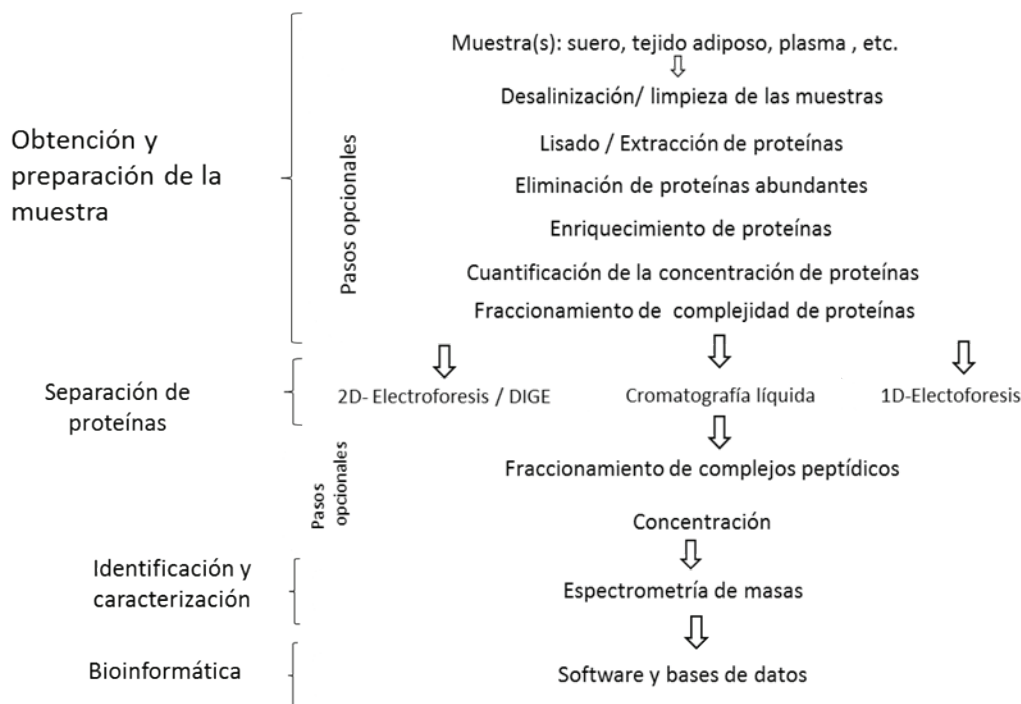 Muestra(s): suero, tejido adiposo, plasma , etc.
Desalinización/ limpieza de las muestras
Obtención y
preparación de la
muestra
Pasos opcionales
Lisado / Extracción de proteínas
Eliminación de proteínas abundantes
Enriquecimiento de proteínas
Cuantificación de la concentración de proteínas
Fraccionamiento de complejidad de proteínas
Separación de
proteínas
2D- Electroforesis / DIGE
Cromatografía líquida
1D-Electoforesis
Pasos
opcionales
Fraccionamiento de complejos peptídicos
Concentración
Identificación y
caracterización
Espectrometría de masas
Bioinformática
Software y bases de datos